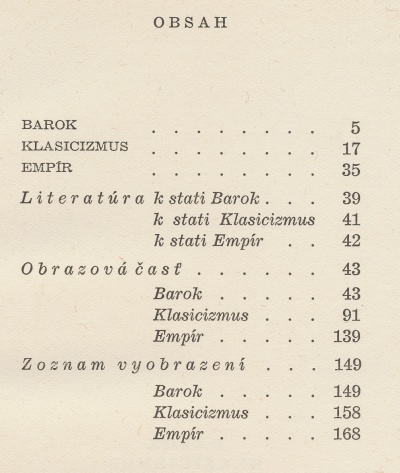 OBSAH
BAROK . . . . . . . . 5
KLASICIZMUS . . . . . . . . 17
EMPÍR . . . . . . . . 35
Literatúra k stati Barok . . . 39
k stati Klasicizmus 41
k stati Empír . . 42
Obrazová časť . . . . . . 43
Barok . . . . . 43
Klasicizmus . . . 91
Empír . . . . . 139
Zoznam vyobrazení . . . 149
Barok . . . . . 149
Klasicizmus . . . 158
Empír . . . . . 168